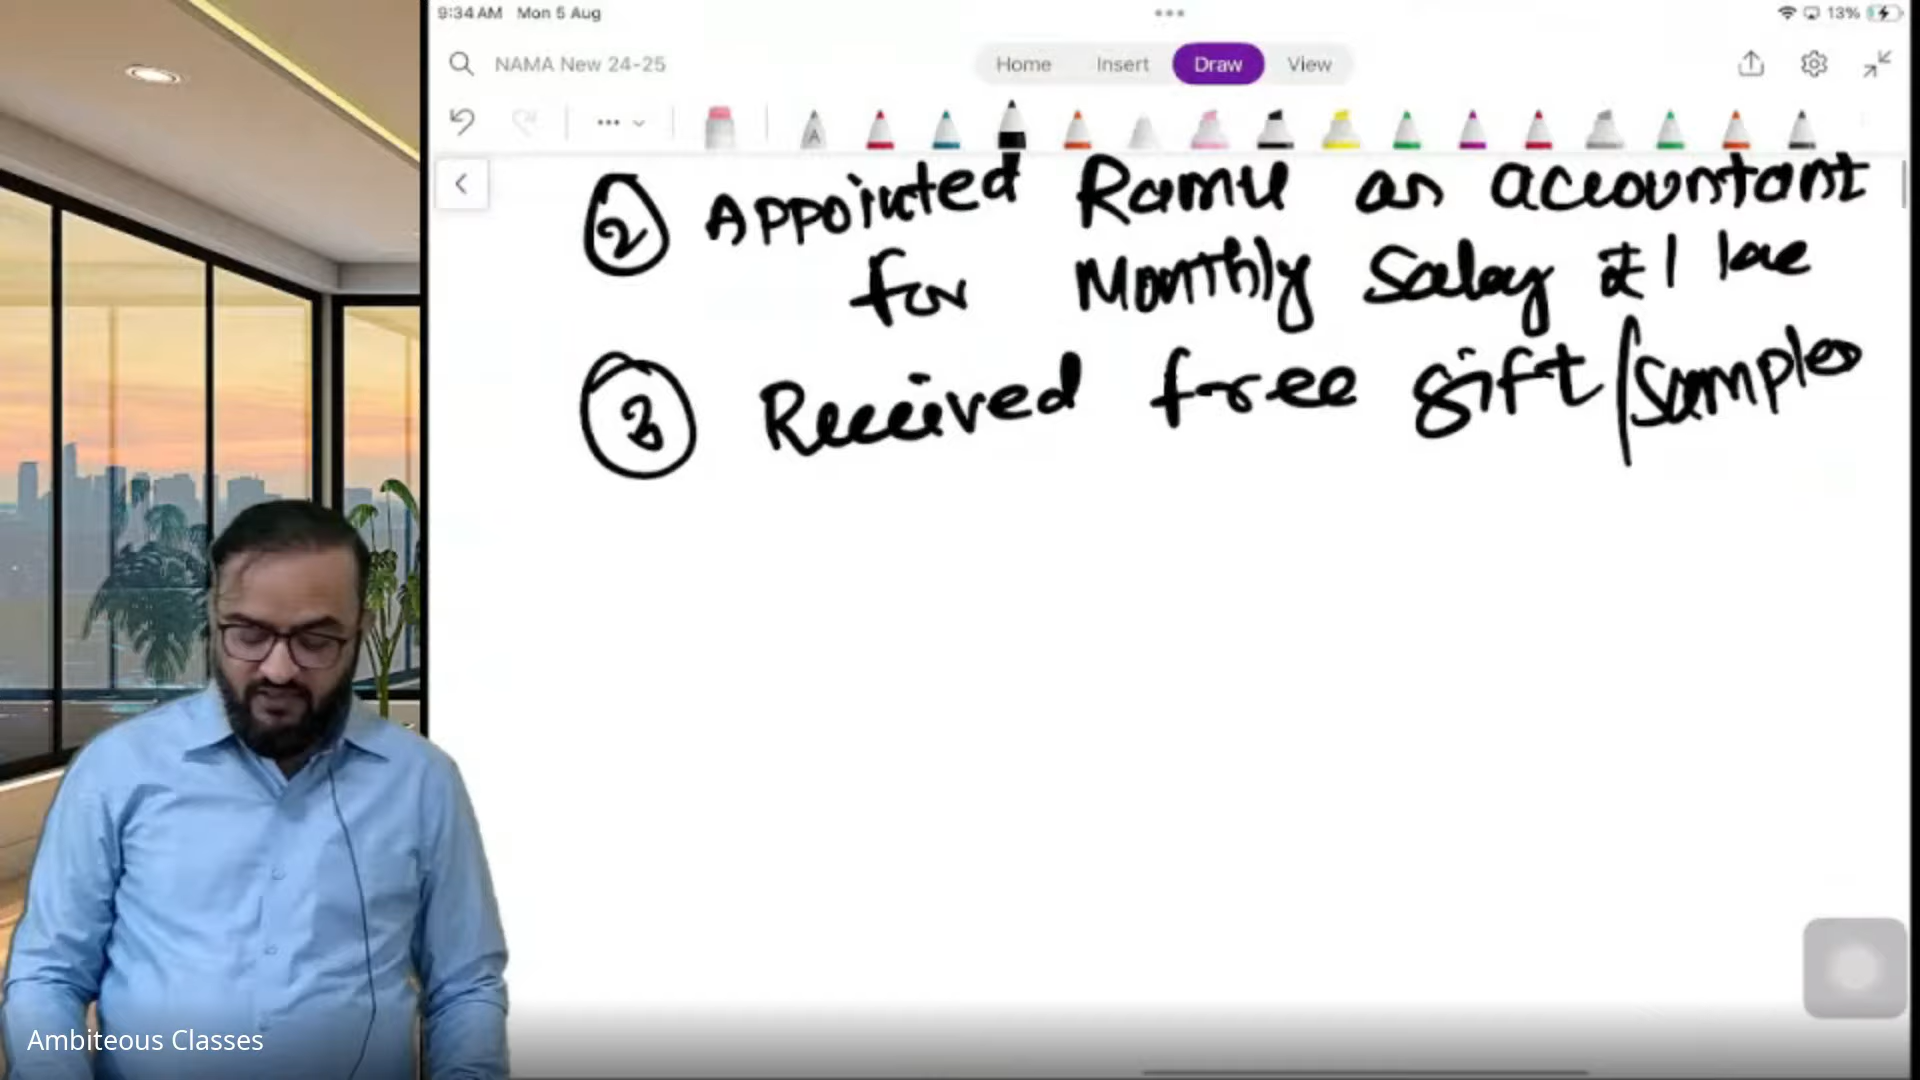 9:34 AM Mon 5 Aug
13%
NAMA New 24-25
Home Insert Draw View
A
② Appointed Ramu as accountant
for Monthly Salay ₹ 1 lac
③ Received free gift/Samples
Ambiteous Classes